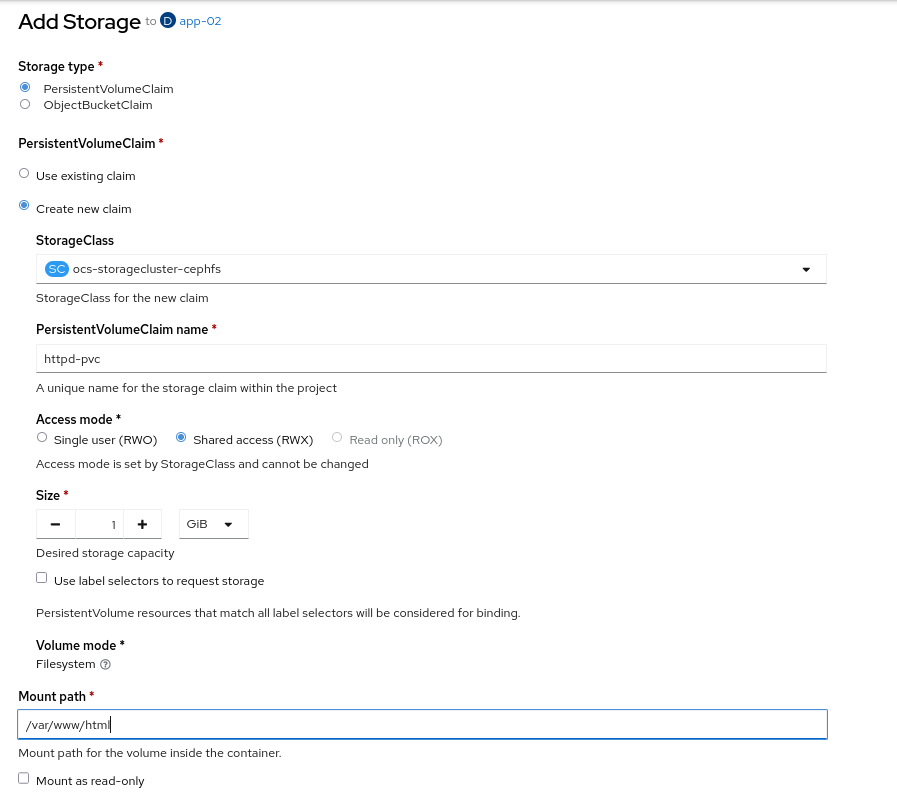 Add Storage to D app-02
Storage type *
PersistentVolumeClaim
ObjectBucketClaim
PersistentVolumeClaim *
Use existing claim
Create new claim
StorageClass
SC ocs-storagecluster-cephfs
StorageClass for the new claim
PersistentVolumeClaim name *
httpd-pvc
A unique name for the storage claim within the project
Access mode *
Single user (RWO) Shared access (RWX) Read only (ROX)
Access mode is set by StorageClass and cannot be changed
Size *
− 1 + GiB
Desired storage capacity
Use label selectors to request storage
PersistentVolume resources that match all label selectors will be considered for binding.
Volume mode *
Filesystem ?
Mount path *
/var/www/html
Mount path for the volume inside the container.
Mount as read-only